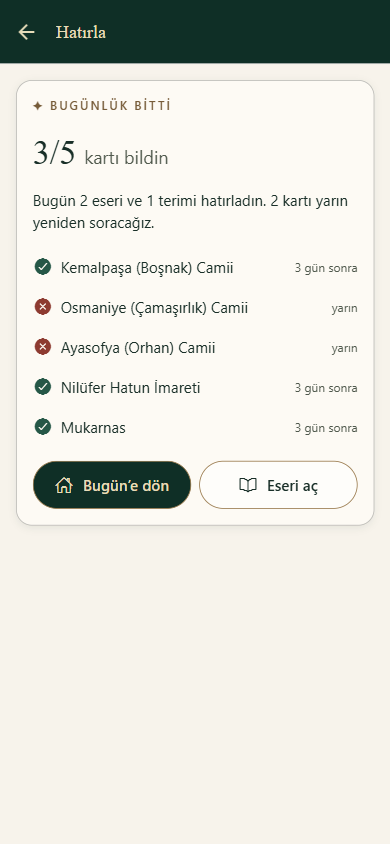 Hatırla
BUGÜNLÜK BİTTİ
3/5 kartı bildin
Bugün 2 eseri ve 1 terimi hatırladın. 2 kartı yarın
yeniden soracağız.
Kemalpaşa (Boşnak) Camii 3 gün sonra
Osmaniye (Çamaşırlık) Camii yarın
Ayasofya (Orhan) Camii yarın
Nilüfer Hatun İmareti 3 gün sonra
Mukarnas 3 gün sonra
Bugün'e dön Eseri aç